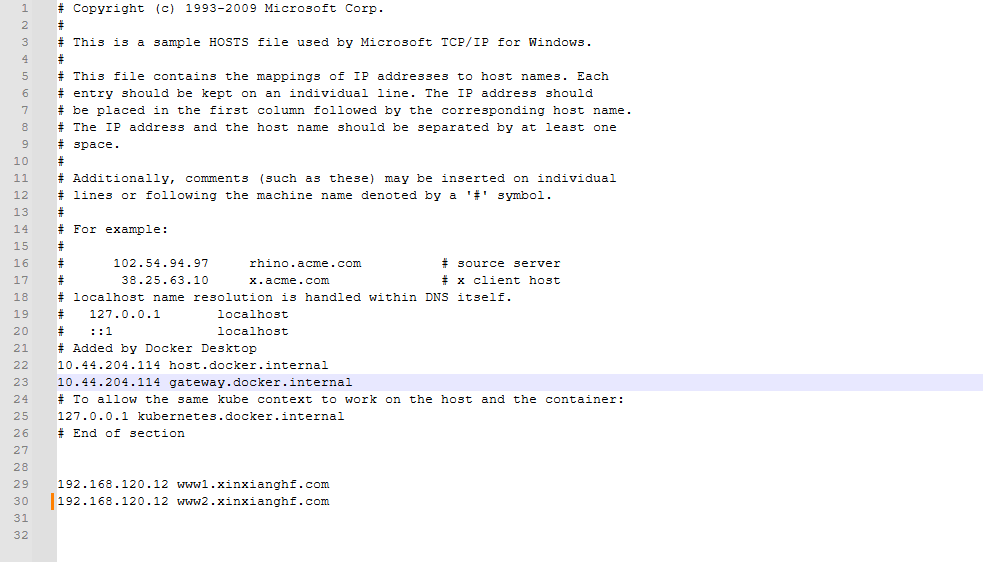 1 # Copyright (c) 1993-2009 Microsoft Corp.
2 #
3 # This is a sample HOSTS file used by Microsoft TCP/IP for Windows.
4 #
5 # This file contains the mappings of IP addresses to host names. Each
6 # entry should be kept on an individual line. The IP address should
7 # be placed in the first column followed by the corresponding host name.
8 # The IP address and the host name should be separated by at least one
9 # space.
10 #
11 # Additionally, comments (such as these) may be inserted on individual
12 # lines or following the machine name denoted by a '#' symbol.
13 #
14 # For example:
15 #
16 #      102.54.94.97     rhino.acme.com          # source server
17 #       38.25.63.10     x.acme.com              # x client host
18 # localhost name resolution is handled within DNS itself.
19 #   127.0.0.1       localhost
20 #   ::1             localhost
21 # Added by Docker Desktop
22 10.44.204.114 host.docker.internal
23 10.44.204.114 gateway.docker.internal
24 # To allow the same kube context to work on the host and the container:
25 127.0.0.1 kubernetes.docker.internal
26 # End of section
27
28
29 192.168.120.12 www1.xinxianghf.com
30 192.168.120.12 www2.xinxianghf.com
31
32